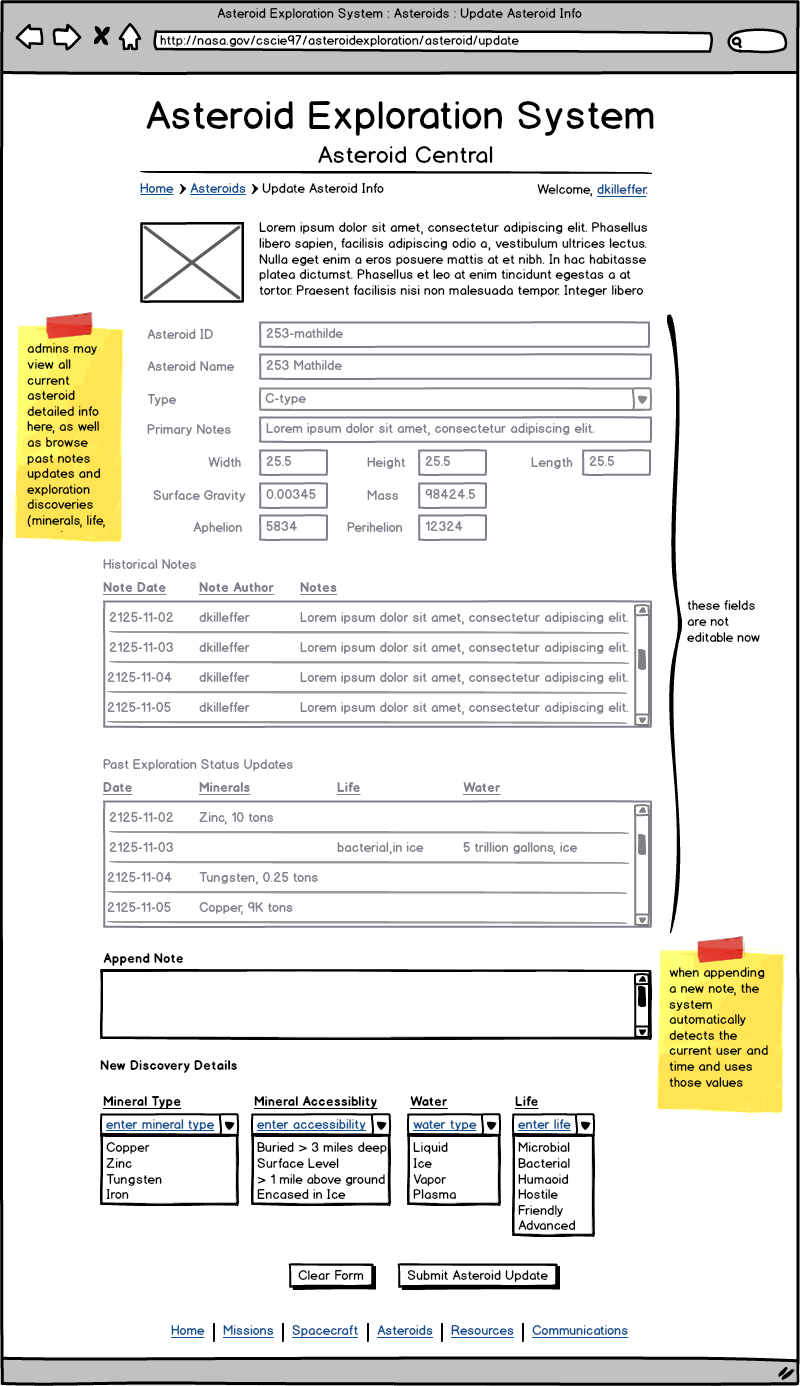 Asteroid Exploration System : Asteroids : Update Asteroid Info
http://nasa.gov/cscie97/asteroidexploration/asteroid/update
Asteroid Exploration System
Asteroid Central
Home > Asteroids > Update Asteroid Info
Welcome, dkilleffer.
Lorem ipsum dolor sit amet, consectetur adipiscing elit. Phasellus
libero sapien, facilisis adipiscing odio a, vestibulum ultrices lectus.
Nulla eget enim a eros posuere mattis at et nibh. In hac habitasse
platea dictumst. Phasellus et leo at enim tincidunt egestas a at
tortor. Praesent facilisis nisi non malesuada tempor. Integer libero
admins may
view all
current
asteroid
detailed info
here, as well
as browse
past notes
updates and
exploration
discoveries
(minerals, life,
Asteroid ID 253-mathilde
Asteroid Name 253 Mathilde
Type C-type
Primary Notes Lorem ipsum dolor sit amet, consectetur adipiscing elit.
Width 25.5 Height 25.5 Length 25.5
Surface Gravity 0.00345 Mass 98424.5
Aphelion 5834 Perihelion 12324
these fields
are not
editable now
Historical Notes
Note Date Note Author Notes
2125-11-02 dkilleffer Lorem ipsum dolor sit amet, consectetur adipiscing elit.
2125-11-03 dkilleffer Lorem ipsum dolor sit amet, consectetur adipiscing elit.
2125-11-04 dkilleffer Lorem ipsum dolor sit amet, consectetur adipiscing elit.
2125-11-05 dkilleffer Lorem ipsum dolor sit amet, consectetur adipiscing elit.
Past Exploration Status Updates
Date Minerals Life Water
2125-11-02 Zinc, 10 tons
2125-11-03 bacterial,in ice 5 trillion gallons, ice
2125-11-04 Tungsten, 0.25 tons
2125-11-05 Copper, 9K tons
Append Note
when appending
a new note, the
system
automatically
detects the
current user and
time and uses
those values
New Discovery Details
Mineral Type Mineral Accessiblity Water Life
enter mineral type enter accessibility water type enter life
Copper Buried > 3 miles deep Liquid Microbial
Zinc Surface Level Ice Bacterial
Tungsten > 1 mile above ground Vapor Humaoid
Iron Encased in Ice Plasma Hostile
Friendly
Advanced
Clear Form Submit Asteroid Update
Home | Missions | Spacecraft | Asteroids | Resources | Communications